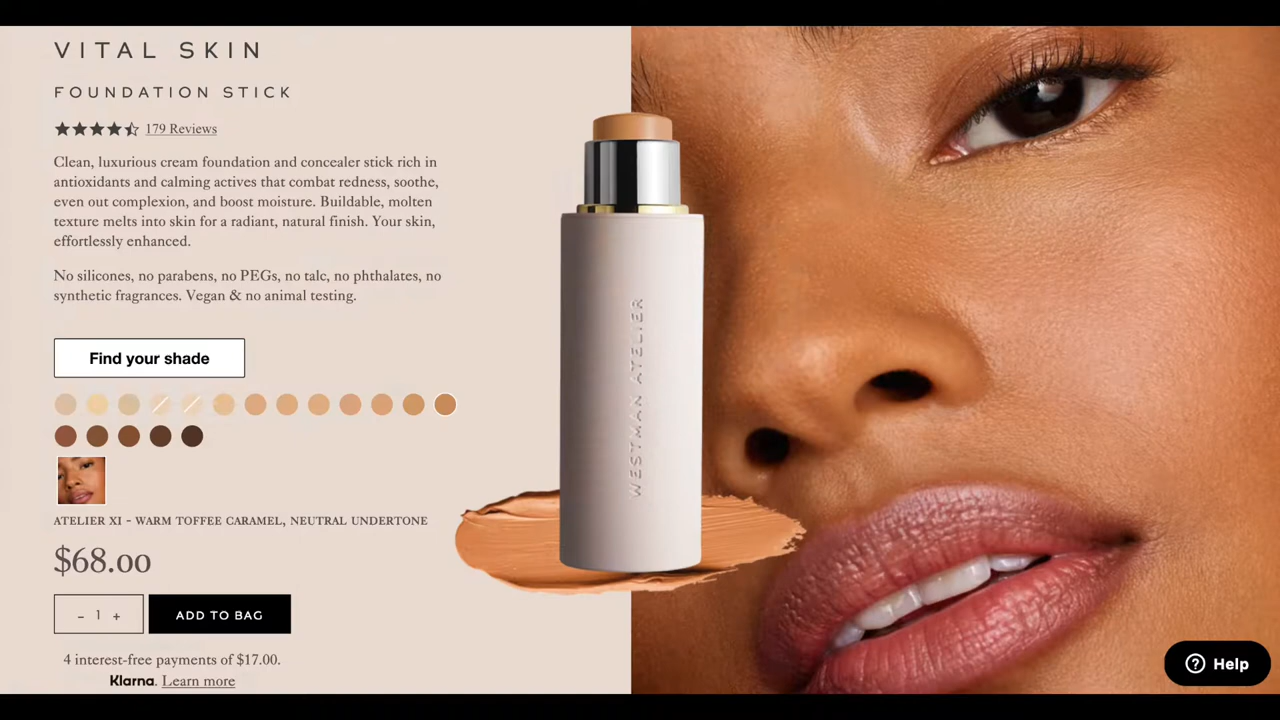 VITAL SKIN
FOUNDATION STICK
179 Reviews
Clean, luxurious cream foundation and concealer stick rich in
antioxidants and calming actives that combat redness, soothe,
even out complexion, and boost moisture. Buildable, molten
texture melts into skin for a radiant, natural finish. Your skin,
effortlessly enhanced.
No silicones, no parabens, no PEGs, no talc, no phthalates, no
synthetic fragrances. Vegan & no animal testing.
Find your shade
ATELIER XI - WARM TOFFEE CARAMEL, NEUTRAL UNDERTONE
$68.00
- 1 +
ADD TO BAG
4 interest-free payments of $17.00.
Klarna. Learn more
WESTMAN ATELIER
? Help